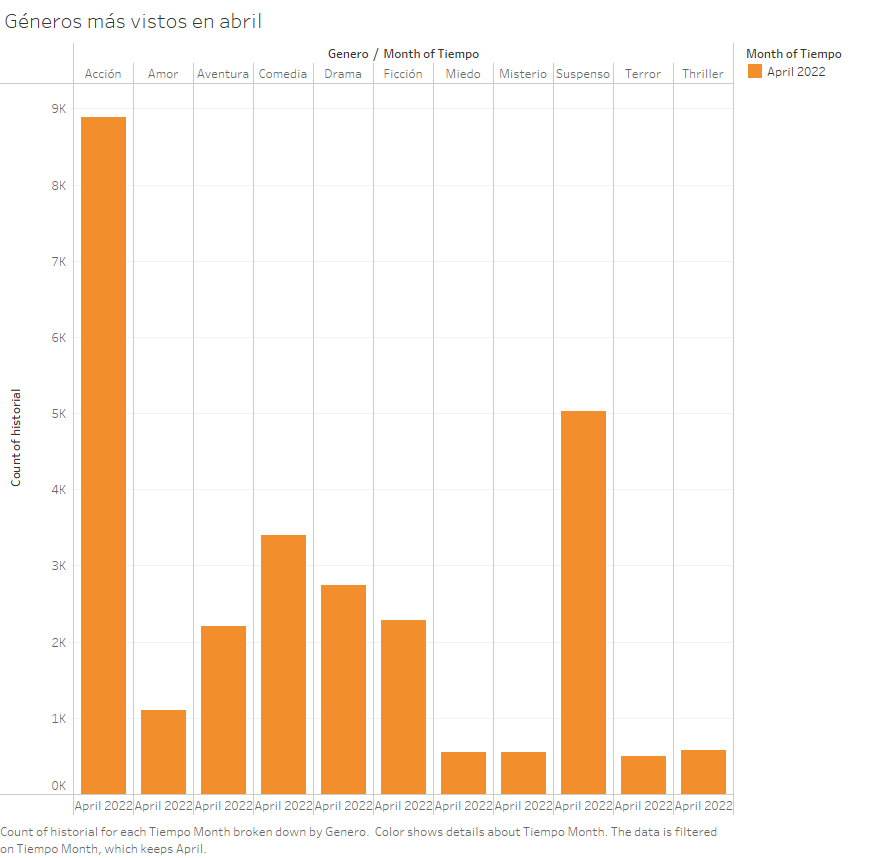 Géneros más vistos en abril
Genero / Month of Tiempo
Acción Amor Aventura Comedia Drama Ficción Miedo Misterio Suspenso Terror Thriller
Month of Tiempo
April 2022
9K
8K
7K
6K
5K
4K
3K
2K
1K
0K
Count of historial
April 2022 April 2022 April 2022 April 2022 April 2022 April 2022 April 2022 April 2022 April 2022 April 2022 April 2022
Count of historial for each Tiempo Month broken down by Genero. Color shows details about Tiempo Month. The data is filtered
on Tiempo Month, which keeps April.